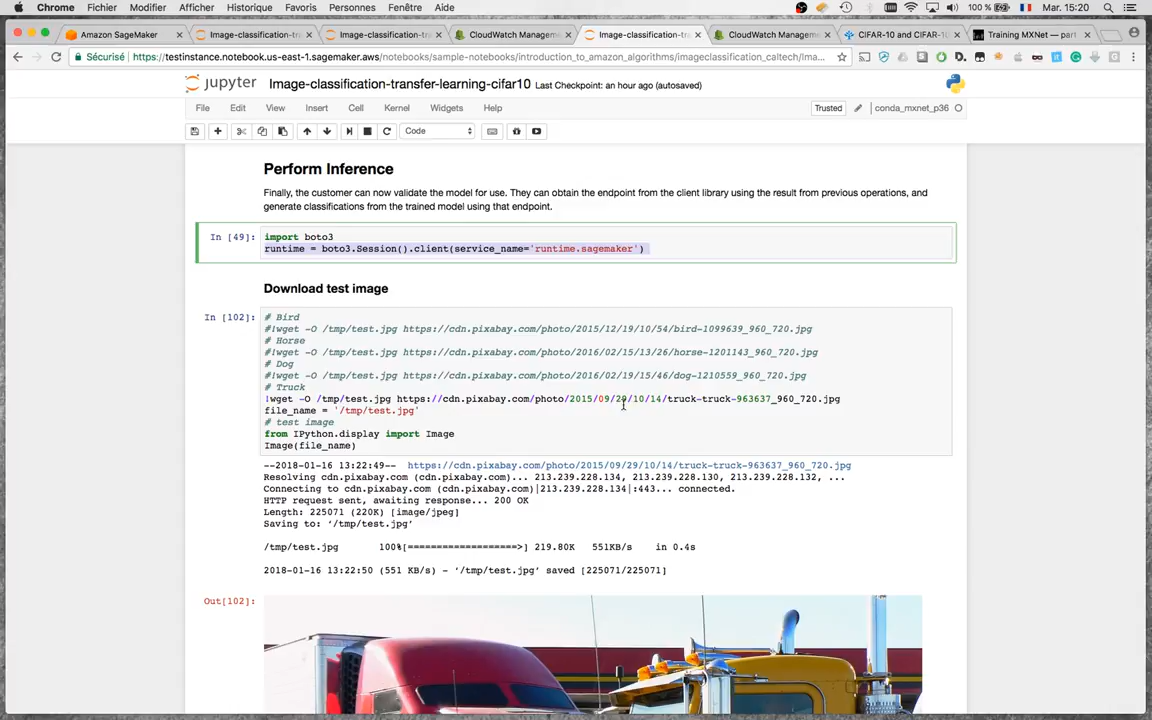 Chrome Fichier Modifier Afficher Historique Favoris Personnes Fenêtre Aide 100 % Mar. 15:20
Amazon SageMaker Image-classification-tra Image-classification-tra CloudWatch Manageme Image-classification-tra CloudWatch Manageme CIFAR-10 and CIFAR-10 Training MXNet — part
Sécurisé https://testinstance.notebook.us-east-1.sagemaker.aws/notebooks/sample-notebooks/introduction_to_amazon_algorithms/imageclassification_caltech/Ima...
jupyter Image-classification-transfer-learning-cifar10 Last Checkpoint: an hour ago (autosaved)
File Edit View Insert Cell Kernel Widgets Help Trusted conda_mxnet_p36
Code
Perform Inference
Finally, the customer can now validate the model for use. They can obtain the endpoint from the client library using the result from previous operations, and
generate classifications from the trained model using that endpoint.
In [49]: import boto3
runtime = boto3.Session().client(service_name='runtime.sagemaker')
Download test image
In [102]: # Bird
#!wget -O /tmp/test.jpg https://cdn.pixabay.com/photo/2015/12/19/10/54/bird-1099639_960_720.jpg
# Horse
#!wget -O /tmp/test.jpg https://cdn.pixabay.com/photo/2016/02/15/13/26/horse-1201143_960_720.jpg
# Dog
#!wget -O /tmp/test.jpg https://cdn.pixabay.com/photo/2016/02/19/15/46/dog-1210559_960_720.jpg
# Truck
!wget -O /tmp/test.jpg https://cdn.pixabay.com/photo/2015/09/29/10/14/truck-truck-963637_960_720.jpg
file_name = '/tmp/test.jpg'
# test image
from IPython.display import Image
Image(file_name)
--2018-01-16 13:22:49-- https://cdn.pixabay.com/photo/2015/09/29/10/14/truck-truck-963637_960_720.jpg
Resolving cdn.pixabay.com (cdn.pixabay.com)... 213.239.228.134, 213.239.228.130, 213.239.228.132, ...
Connecting to cdn.pixabay.com (cdn.pixabay.com)|213.239.228.134|:443... connected.
HTTP request sent, awaiting response... 200 OK
Length: 225071 (220K) [image/jpeg]
Saving to: ‘/tmp/test.jpg’
/tmp/test.jpg 100%[===================>] 219.80K 551KB/s in 0.4s
2018-01-16 13:22:50 (551 KB/s) - ‘/tmp/test.jpg’ saved [225071/225071]
Out[102]: